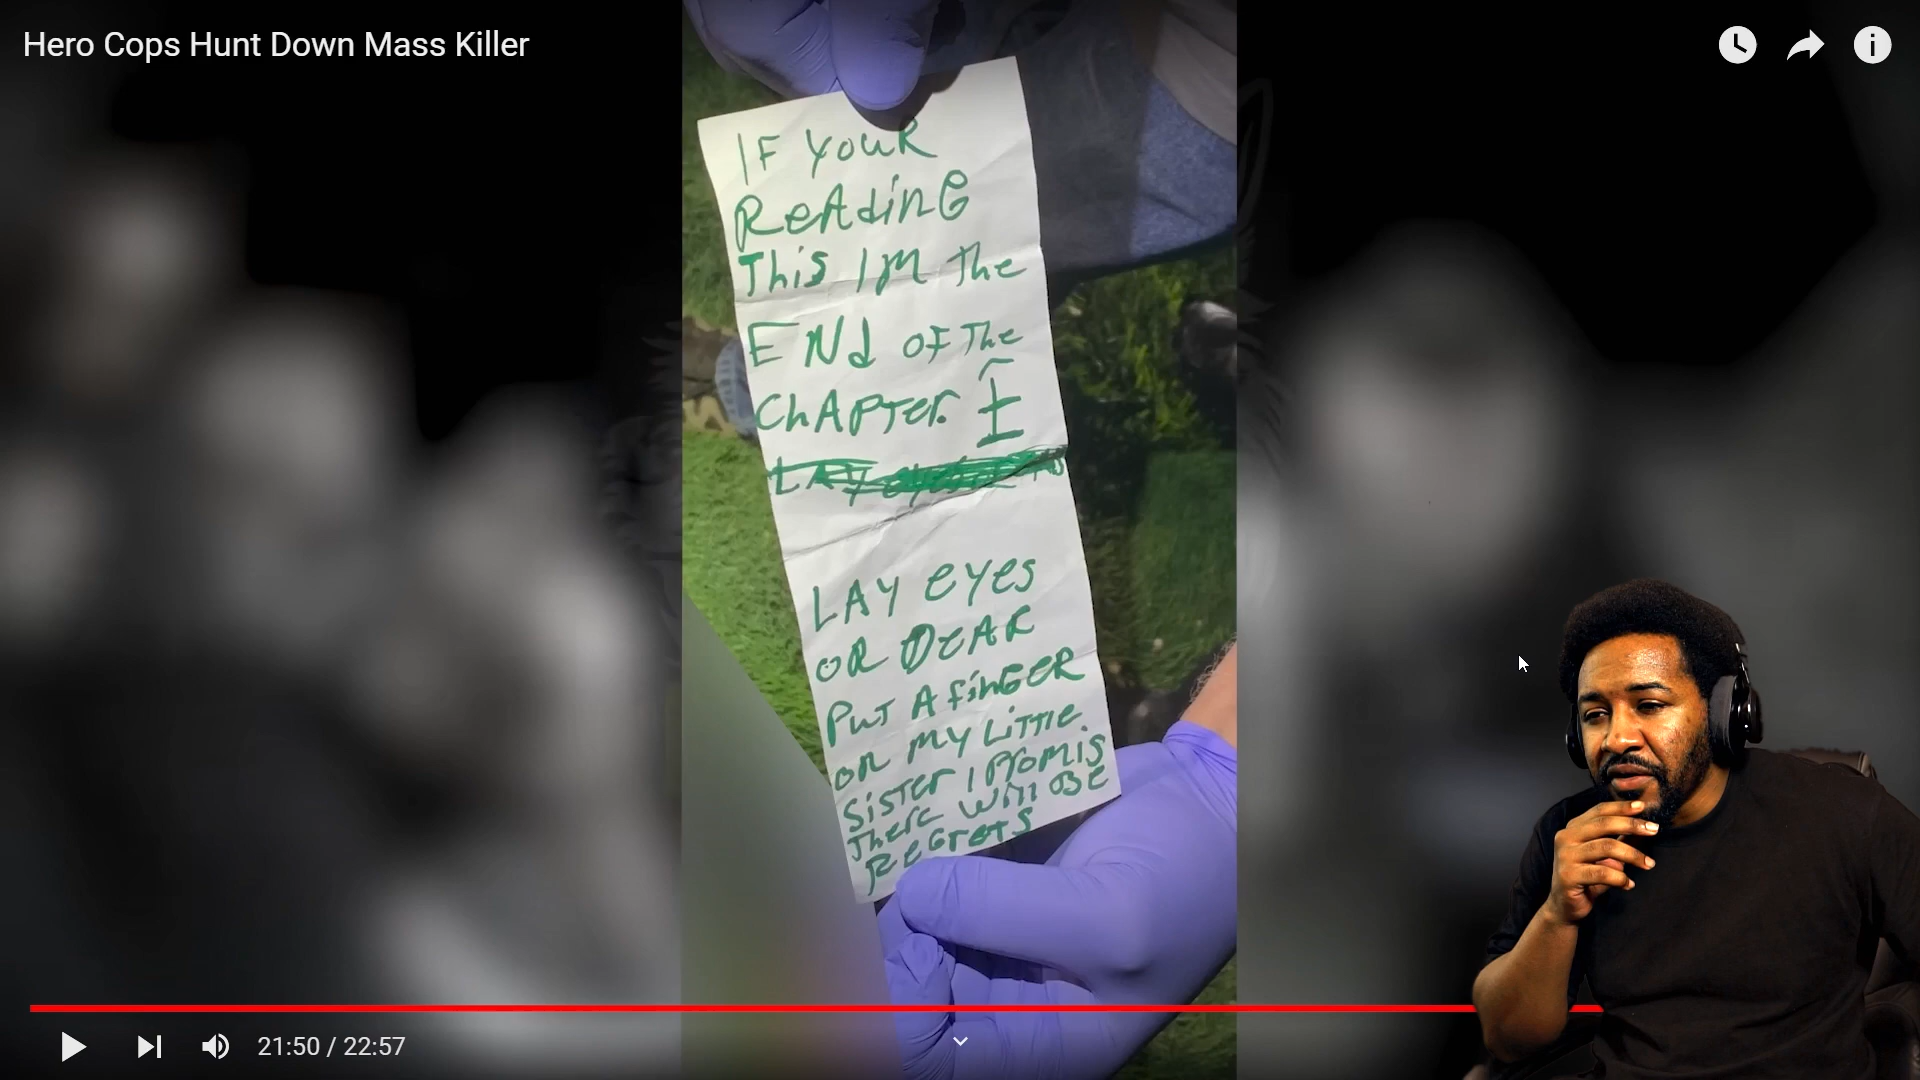 Hero Cops Hunt Down Mass Killer
IF YOUR
ReAdinG
This I'M The
END OF The
ChAPTer. I
LAY eyes
OR DEAR
PuT A finGER
on MY LiTTle
SiSTer I PromiS
There Will BE
ReGreTS
21:50 / 22:57